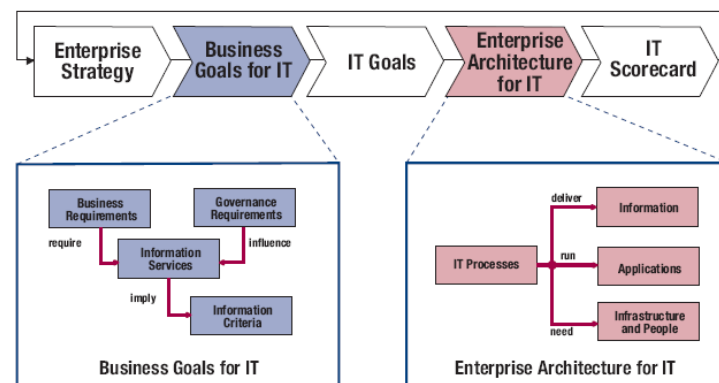 Enterprise
Strategy
Business
Goals for IT
IT Goals
Enterprise
Architecture
for IT
IT
Scorecard
Business
Requirements
Governance
Requirements
require
influence
Information
Services
imply
Information
Criteria
Business Goals for IT
deliver
Information
IT Processes
run
Applications
need
Infrastructure
and People
Enterprise Architecture for IT